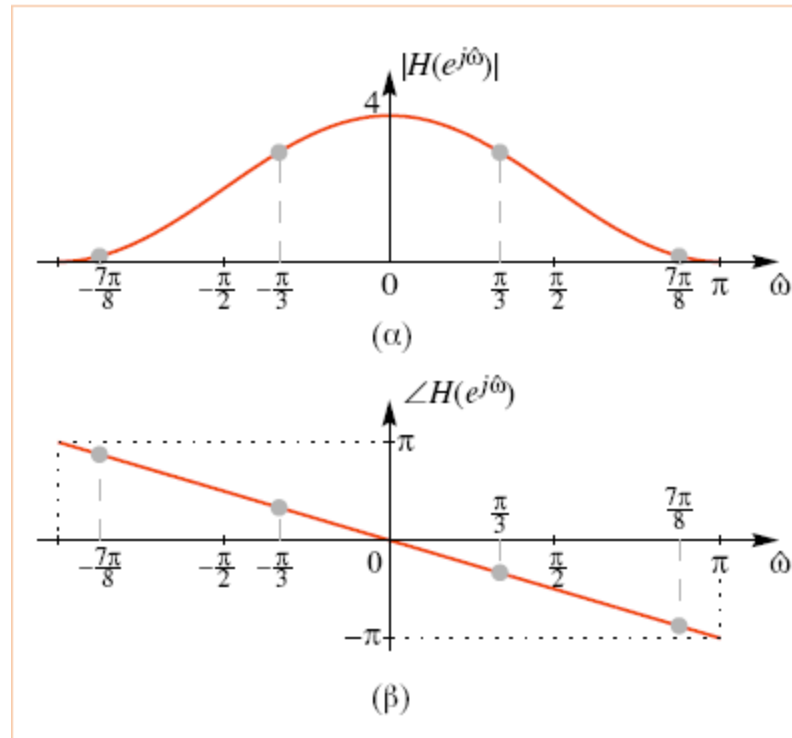 |H(e^{jω̂})|
4
−7π/8 −π/2 −π/3 0 π/3 π/2 7π/8 π ω̂
(α)
∠H(e^{jω̂})
π
π/3 7π/8
−7π/8 −π/2 −π/3 0 π/2 π ω̂
−π
(β)